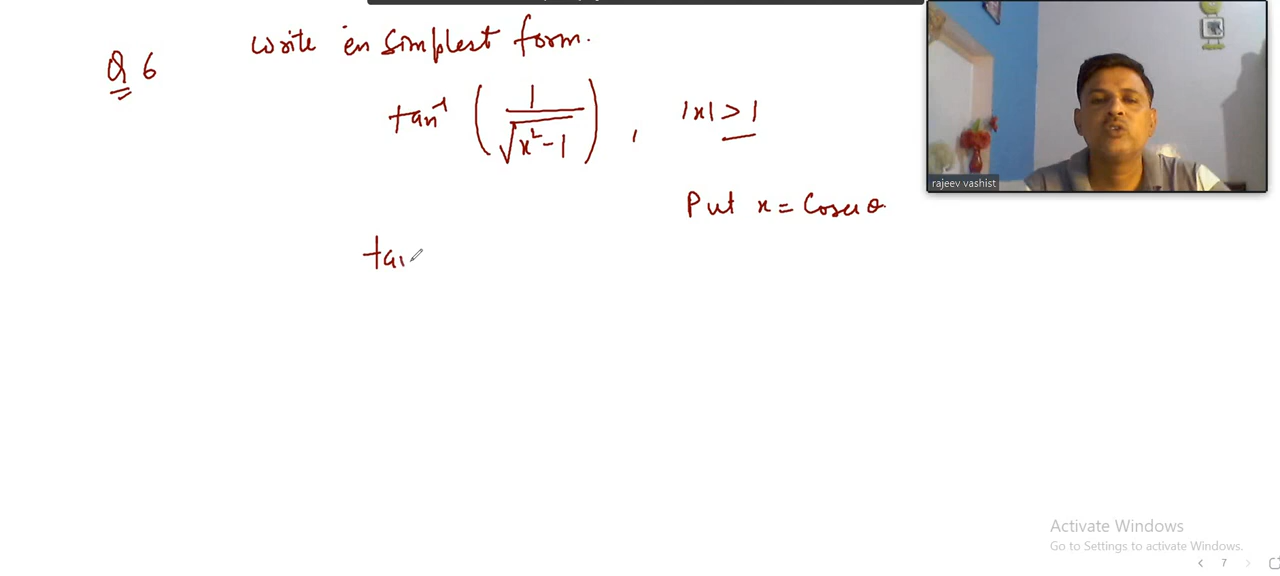 Write in Simplest form.
Q 6
tan⁻¹ (1/√(x²-1)), |x| > 1
Put x = Cosec θ
tan
rajeev vashist
Activate Windows
Go to Settings to activate Windows.
7